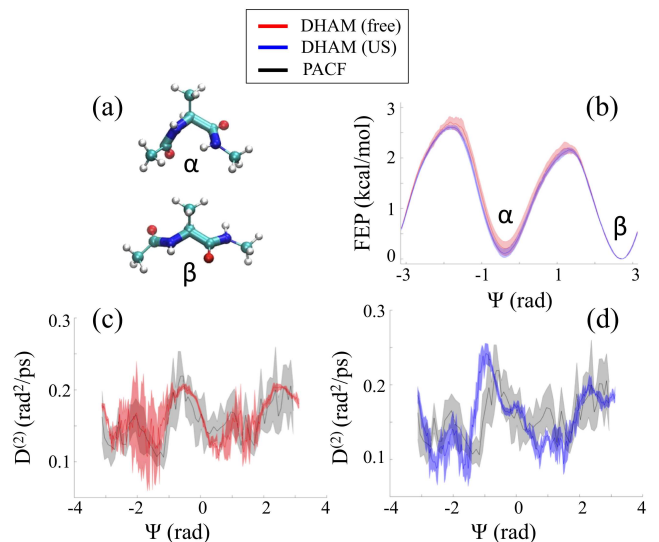 DHAM (free)
DHAM (US)
PACF
(a)
α
β
(b)
FEP (kcal/mol)
3
2
1
0
α
β
-3
-1
1
3
Ψ (rad)
(c)
D(2) (rad2/ps)
0.3
0.2
0.1
-4
-2
0
2
4
Ψ (rad)
(d)
D(2) (rad2/ps)
0.3
0.2
0.1
-4
-2
0
2
4
Ψ (rad)